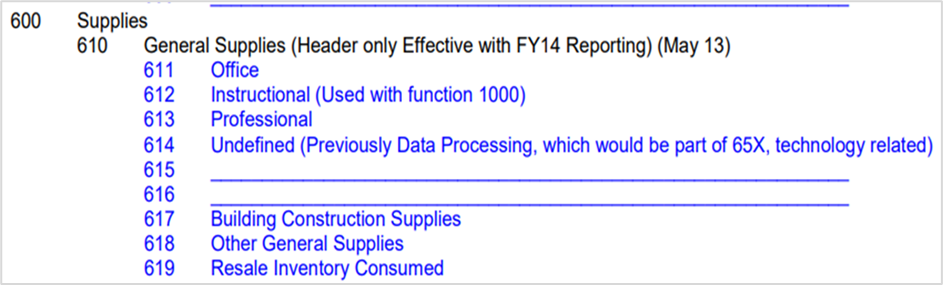 600 Supplies
610 General Supplies (Header only Effective with FY14 Reporting) (May 13)
611 Office
612 Instructional (Used with function 1000)
613 Professional
614 Undefined (Previously Data Processing, which would be part of 65X, technology related)
615
616
617 Building Construction Supplies
618 Other General Supplies
619 Resale Inventory Consumed